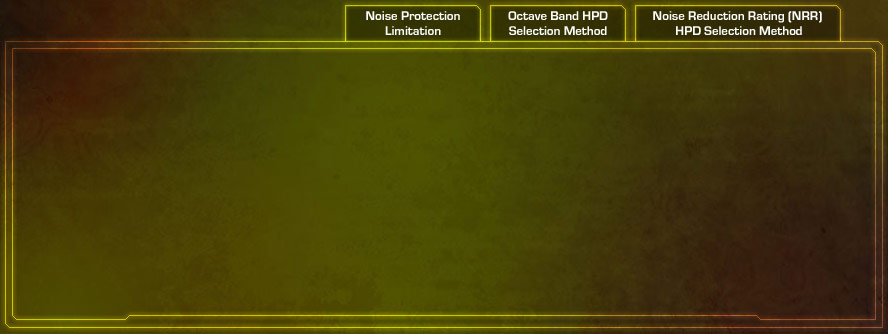 Noise Protection
Limitation
Octave Band HPD
Selection Method
Noise Reduction Rating (NRR)
HPD Selection Method